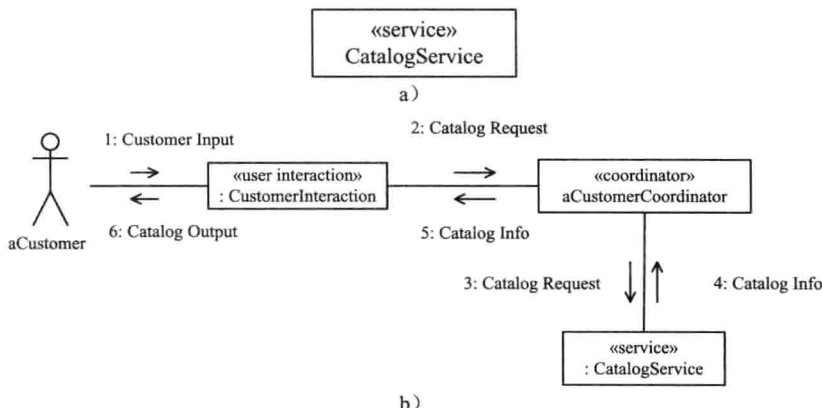 «service»
CatalogService
a）
1: Customer Input
2: Catalog Request
«user interaction»
: CustomerInteraction
«coordinator»
aCustomerCoordinator
aCustomer
6: Catalog Output
5: Catalog Info
3: Catalog Request
4: Catalog Info
«service»
: CatalogService
b）